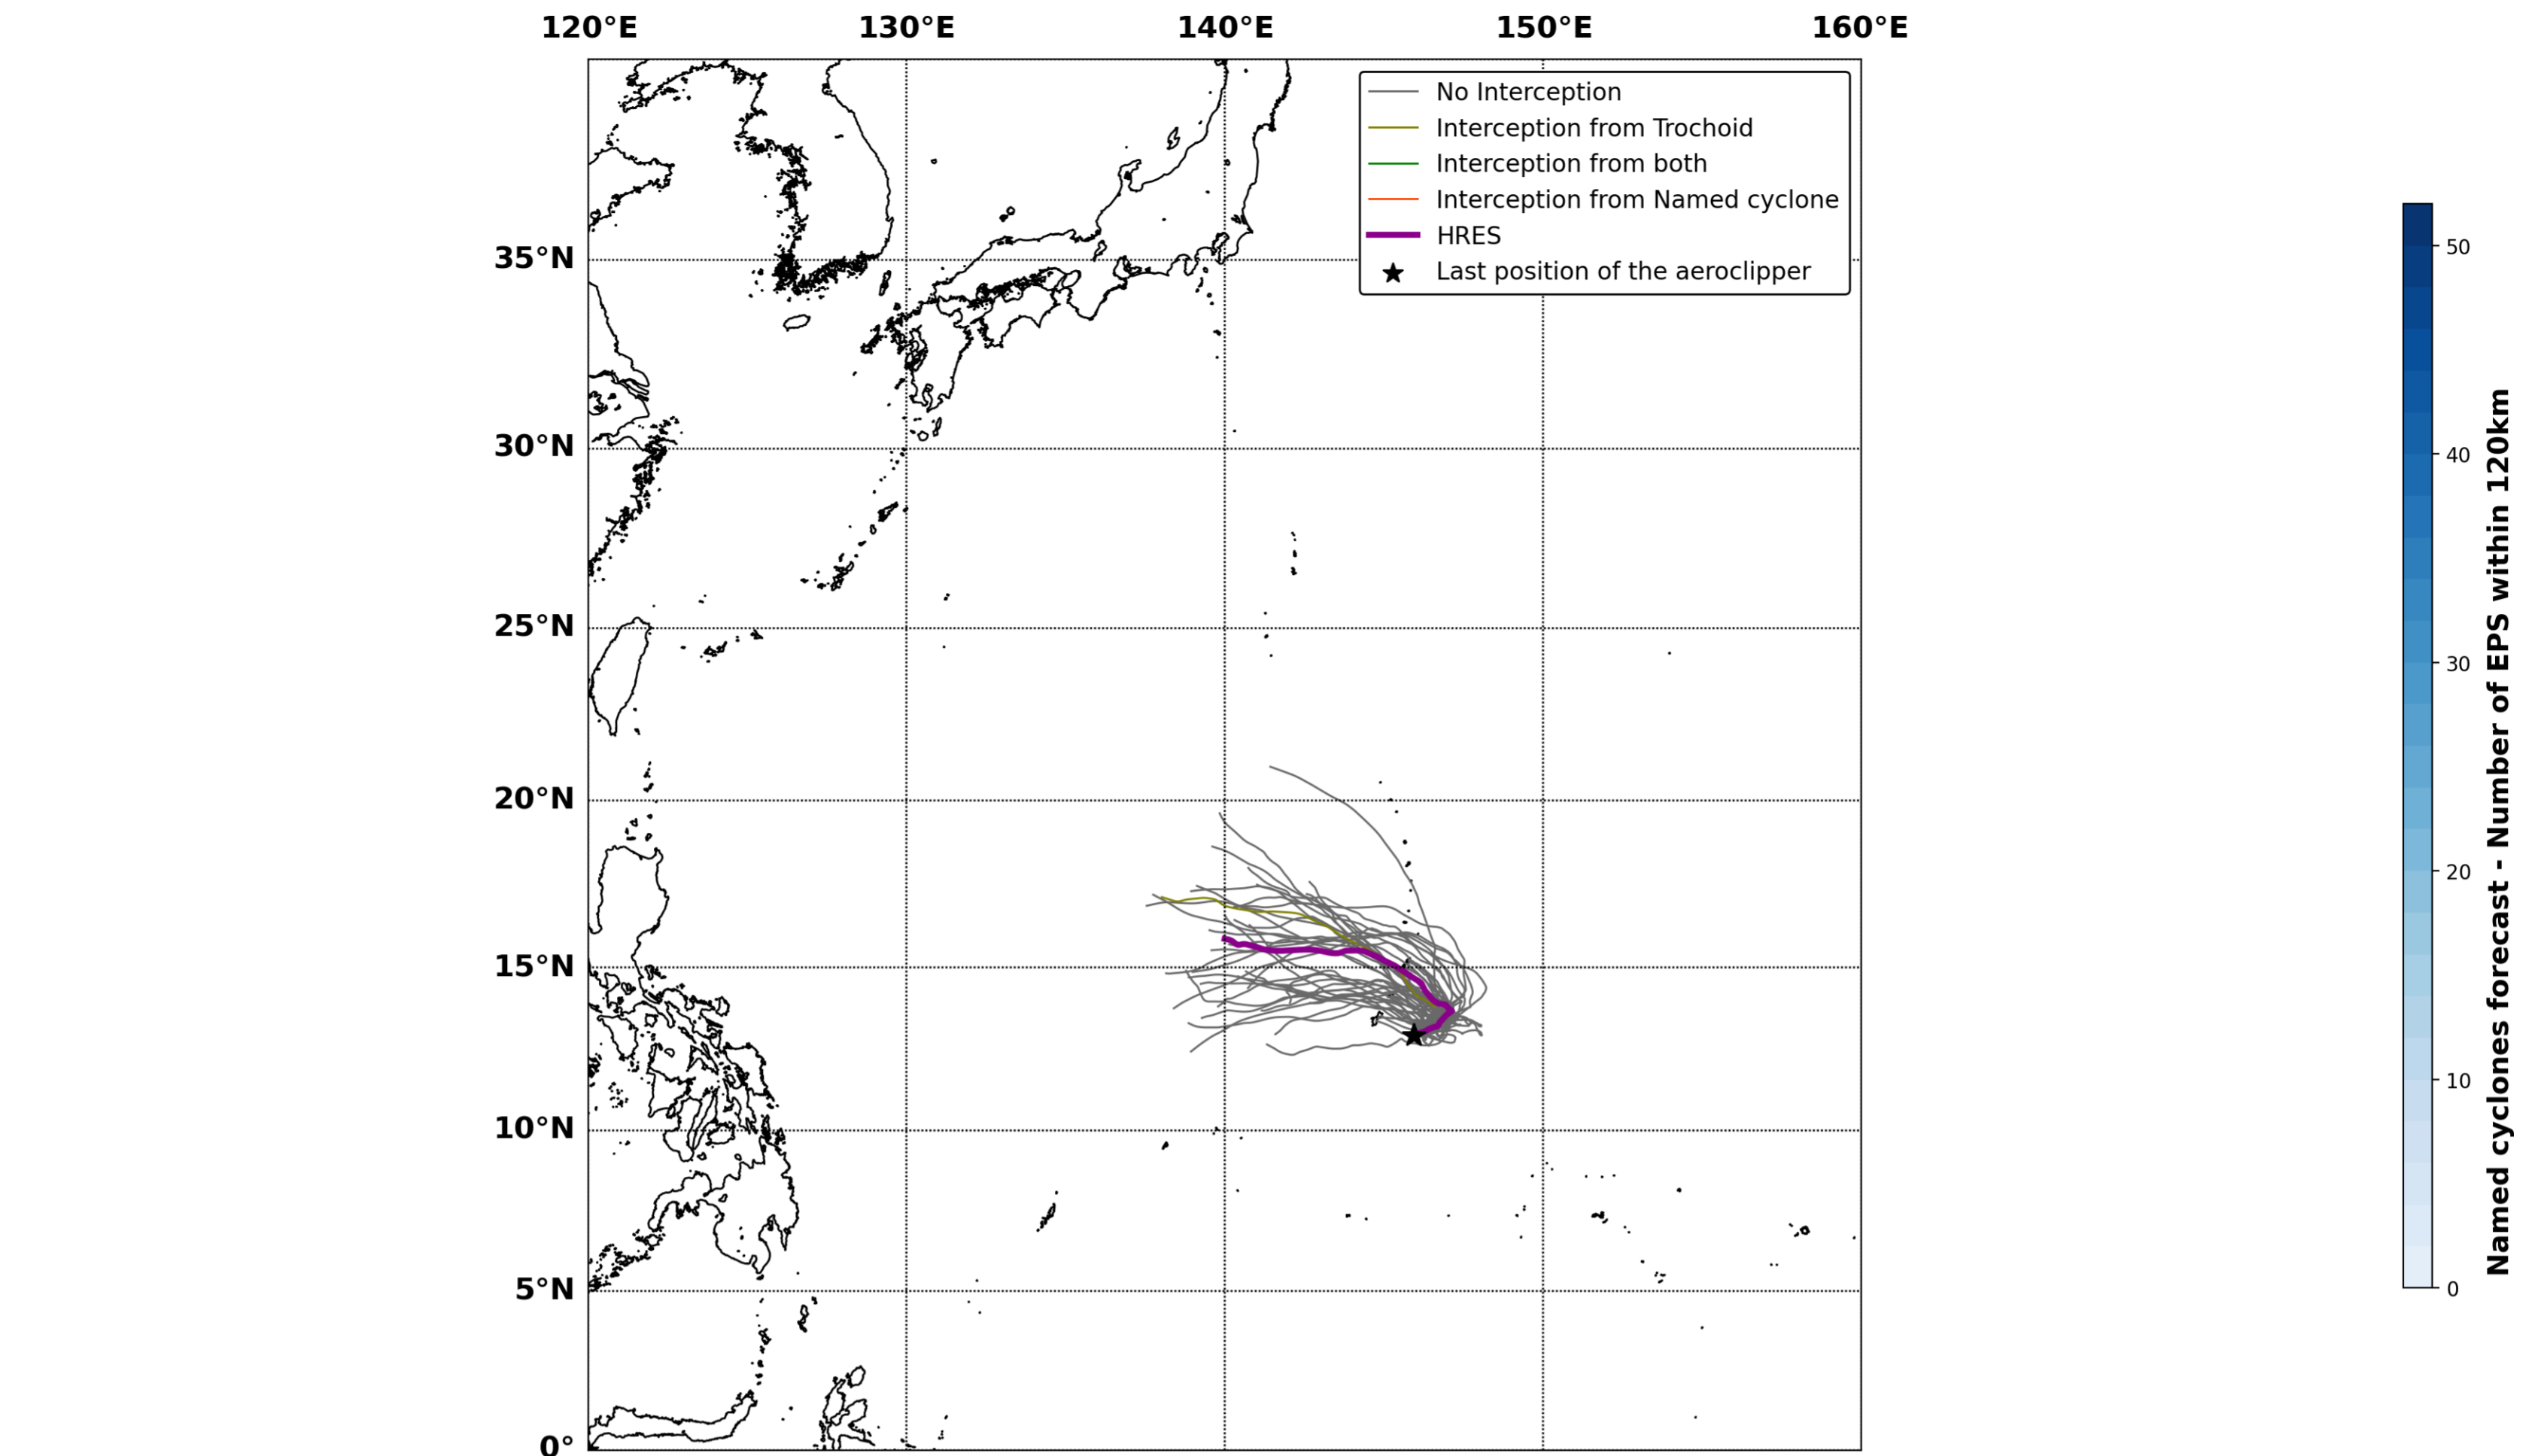 120°E 130°E 140°E 150°E 160°E
No Interception
Interception from Trochoid
Interception from both
Interception from Named cyclone
HRES
Last position of the aeroclipper
35°N
30°N
25°N
20°N
15°N
10°N
5°N
0°
50
40
30
20
10
0
Named cyclones forecast - Number of EPS within 120km